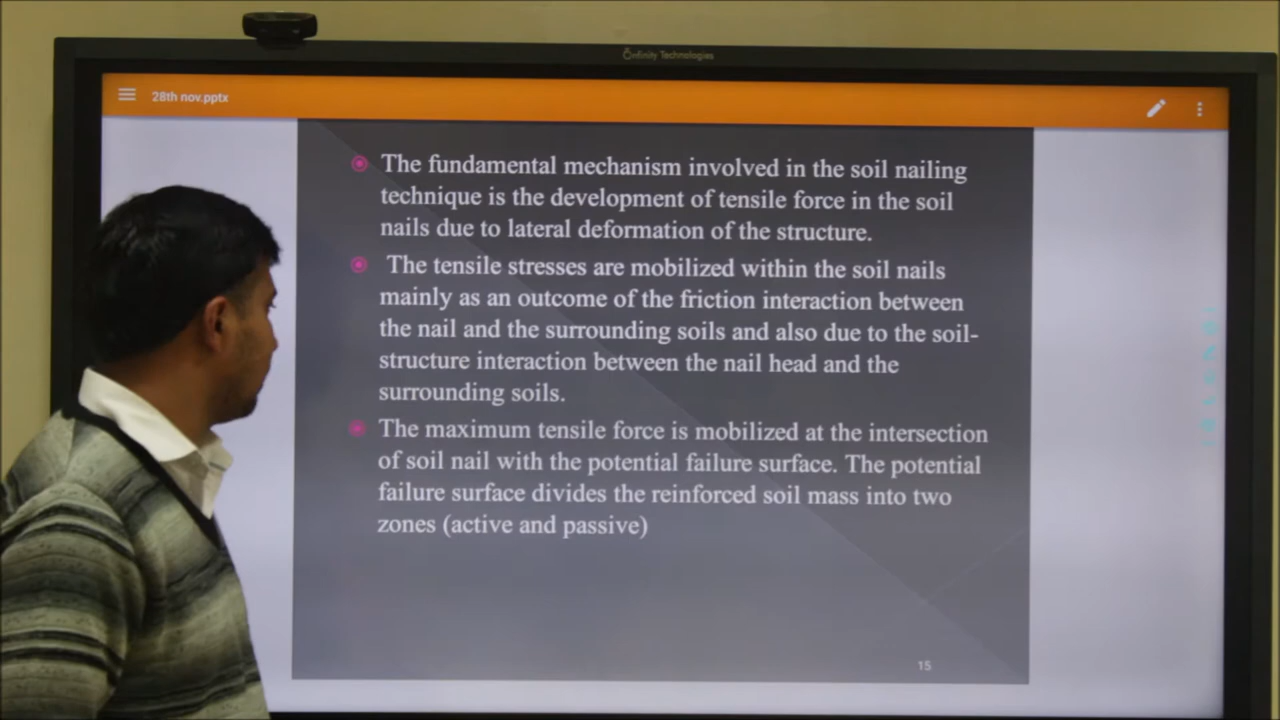 Infinity Technologies
28th nov.pptx
The fundamental mechanism involved in the soil nailing
technique is the development of tensile force in the soil
nails due to lateral deformation of the structure.
The tensile stresses are mobilized within the soil nails
mainly as an outcome of the friction interaction between
the nail and the surrounding soils and also due to the soil-
structure interaction between the nail head and the
surrounding soils.
The maximum tensile force is mobilized at the intersection
of soil nail with the potential failure surface. The potential
failure surface divides the reinforced soil mass into two
zones (active and passive)
15